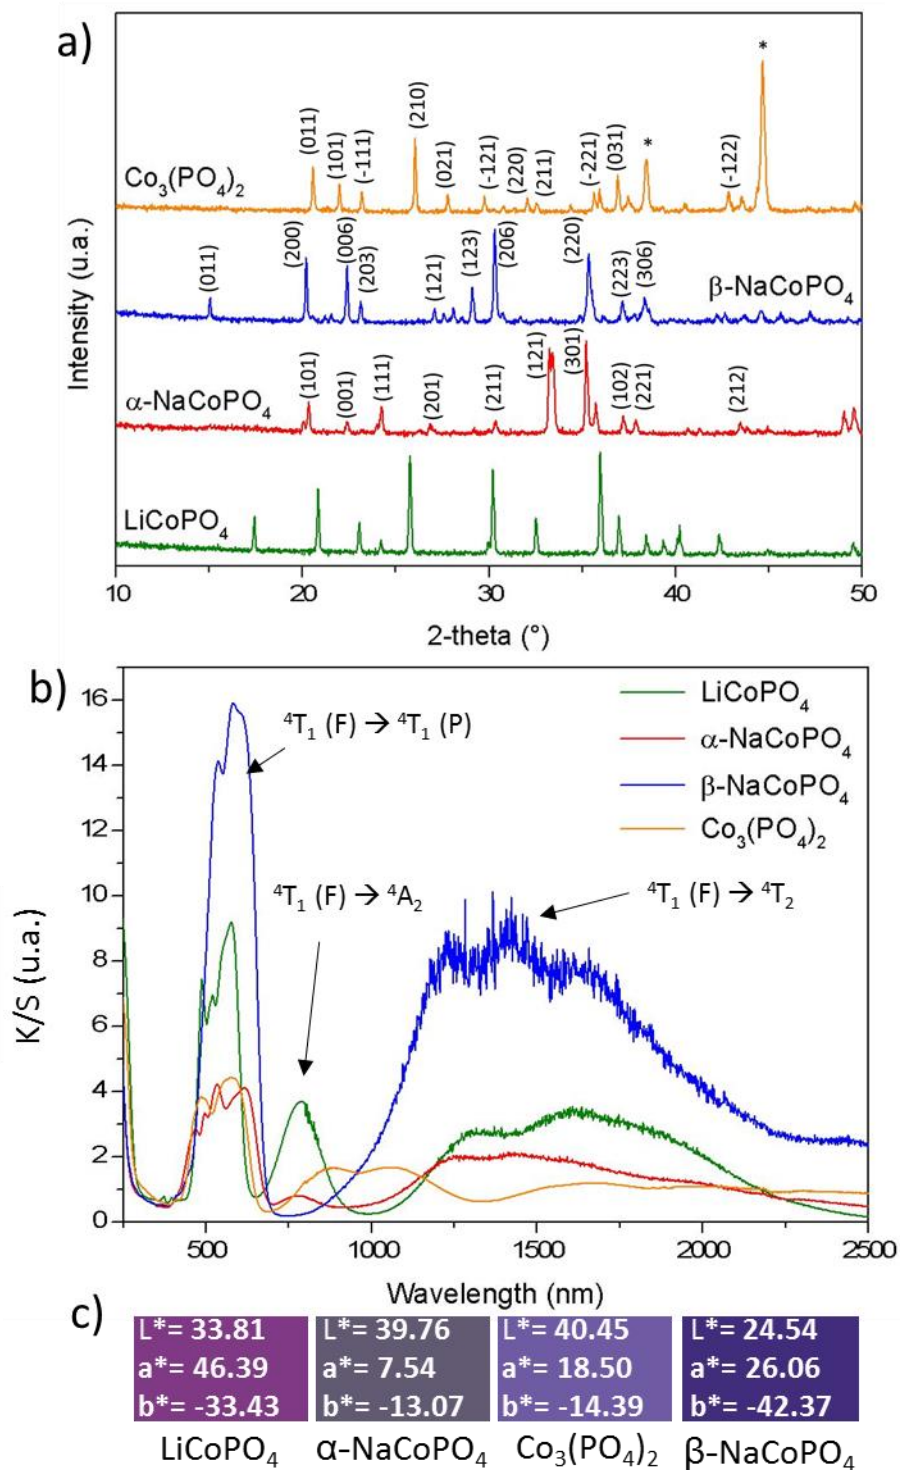 a)
*
*
(011)
(101)
(-111)
(210)
(021)
(-121)
(220)
(211)
(-221)
(031)
(-122)
Co₃(PO₄)₂
(011)
(200)
(006)
(203)
(121)
(123)
(206)
(220)
(223)
(306)
β-NaCoPO₄
(101)
(001)
(111)
(201)
(211)
(121)
(301)
(102)
(221)
(212)
α-NaCoPO₄
LiCoPO₄
Intensity (u.a.)
10 20 30 40 50
2-theta (°)
b)
16
14
12
10
8
6
4
2
0
K/S (u.a.)
LiCoPO₄
α-NaCoPO₄
β-NaCoPO₄
Co₃(PO₄)₂
⁴T₁ (F) → ⁴T₁ (P)
⁴T₁ (F) → ⁴A₂
⁴T₁ (F) → ⁴T₂
500 1000 1500 2000 2500
Wavelength (nm)
c)
L*= 33.81
a*= 46.39
b*= -33.43
LiCoPO₄
L*= 39.76
a*= 7.54
b*= -13.07
α-NaCoPO₄
L*= 40.45
a*= 18.50
b*= -14.39
Co₃(PO₄)₂
L*= 24.54
a*= 26.06
b*= -42.37
β-NaCoPO₄